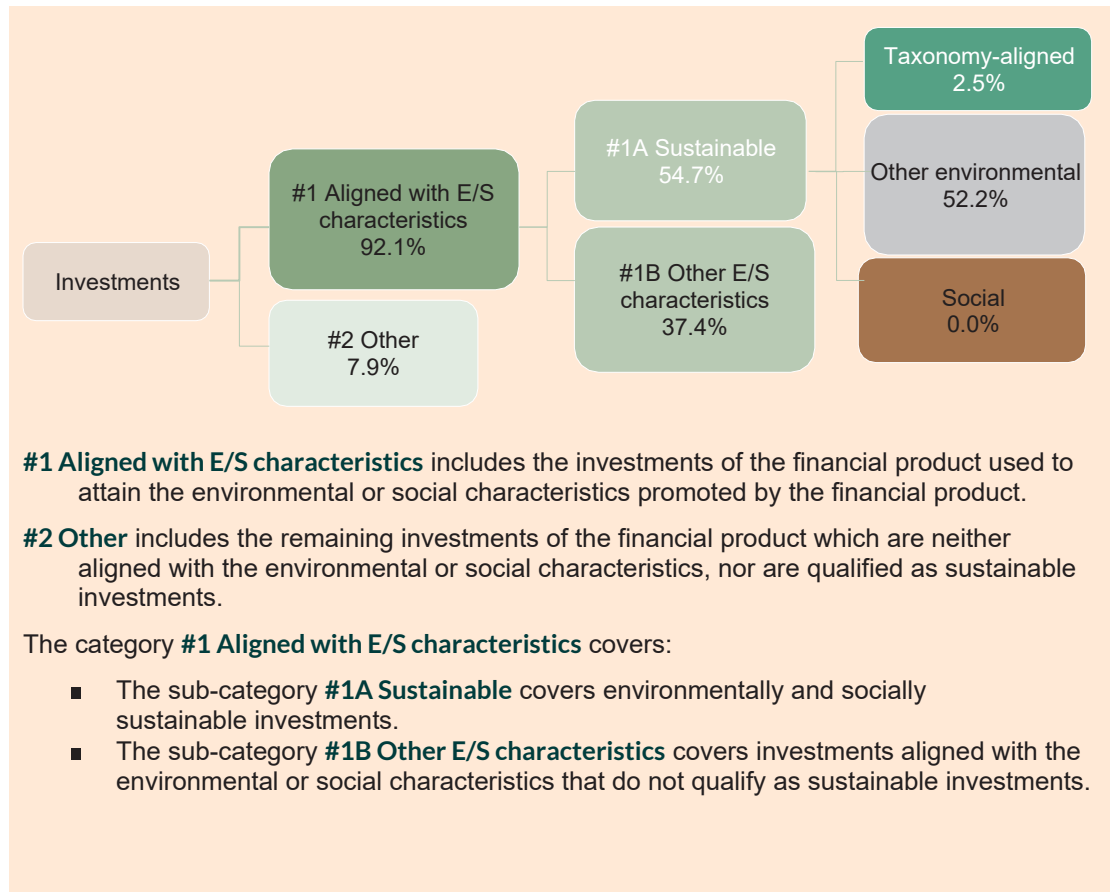 Investments
#1 Aligned with E/S
characteristics
92.1%
#2 Other
7.9%
#1A Sustainable
54.7%
#1B Other E/S
characteristics
37.4%
Taxonomy-aligned
2.5%
Other environmental
52.2%
Social
0.0%
#1 Aligned with E/S characteristics includes the investments of the financial product used to
attain the environmental or social characteristics promoted by the financial product.
#2 Other includes the remaining investments of the financial product which are neither
aligned with the environmental or social characteristics, nor are qualified as sustainable
investments.
The category #1 Aligned with E/S characteristics covers:
■ The sub-category #1A Sustainable covers environmentally and socially
sustainable investments.
■ The sub-category #1B Other E/S characteristics covers investments aligned with the
environmental or social characteristics that do not qualify as sustainable investments.